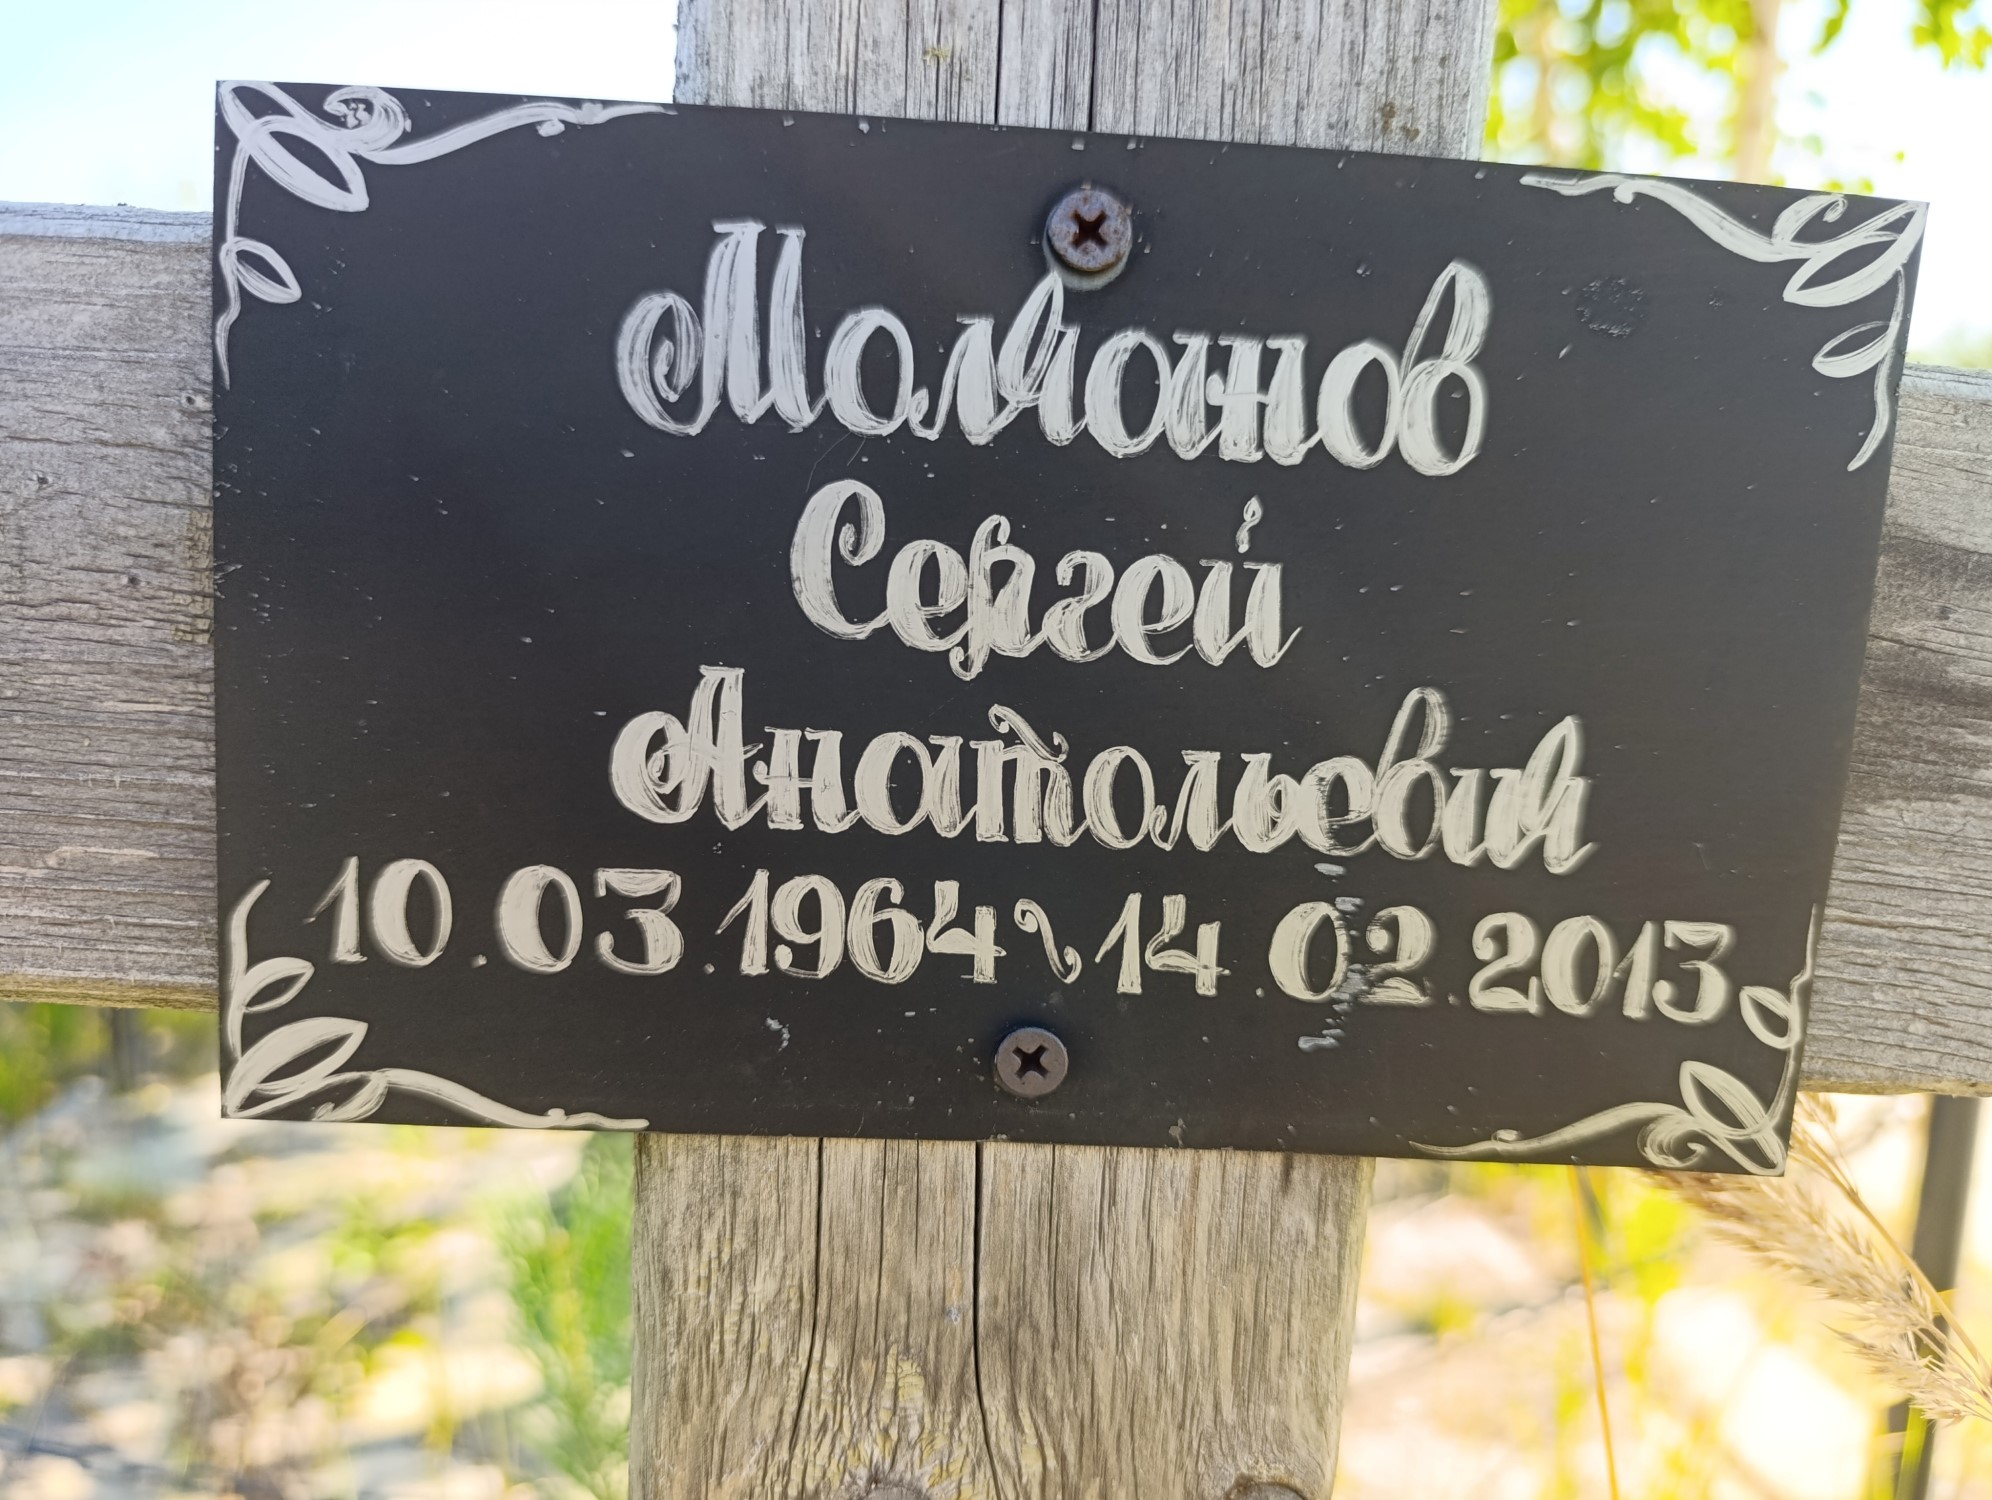 Молчанов
Сергей
Анатольевич
10.03.1964~14.02.2013